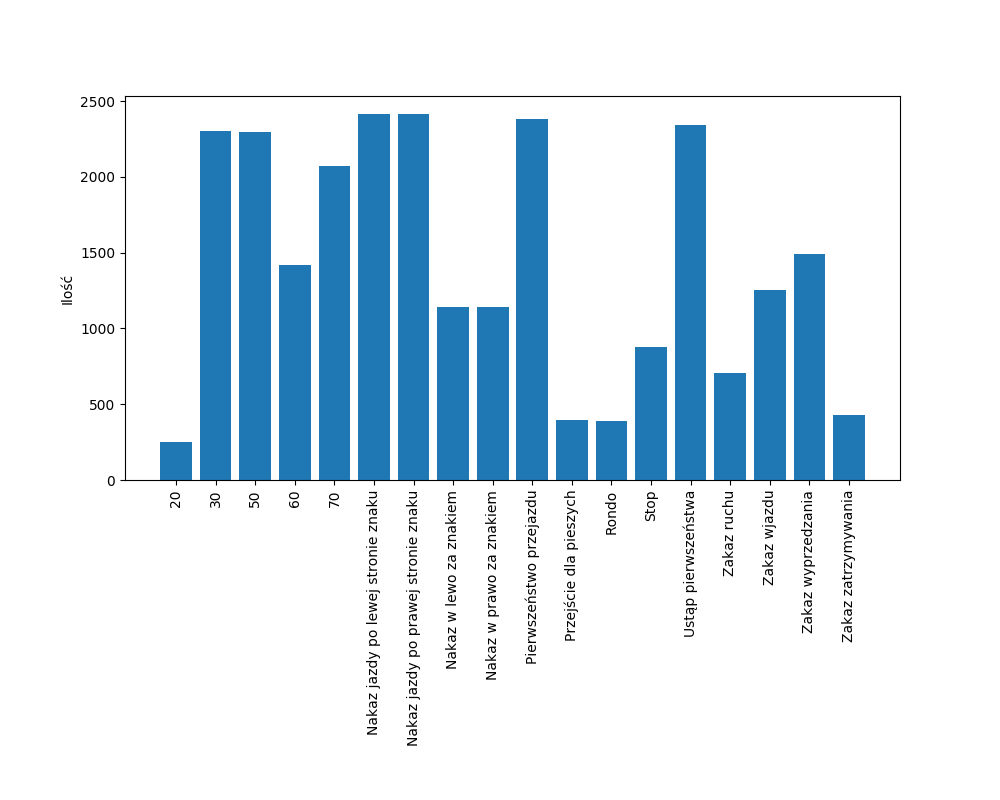 2500
2000
1500
1000
500
0
Ilość
20
30
50
60
70
Nakaz jazdy po lewej stronie znaku
Nakaz jazdy po prawej stronie znaku
Nakaz w lewo za znakiem
Nakaz w prawo za znakiem
Pierwszeństwo przejazdu
Przejście dla pieszych
Rondo
Stop
Ustąp pierwszeństwa
Zakaz ruchu
Zakaz wjazdu
Zakaz wyprzedzania
Zakaz zatrzymywania